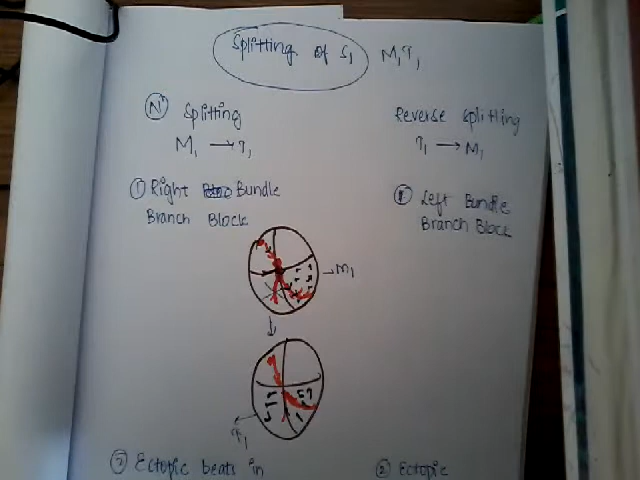 Splitting of S1 M1T1
(N) Splitting
M1 → T1
Reverse splitting
T1 → M1
① Right Bundle
Branch Block
① Left Bundle
Branch Block
→M1
T1
② Ectopic beats in
② Ectopic